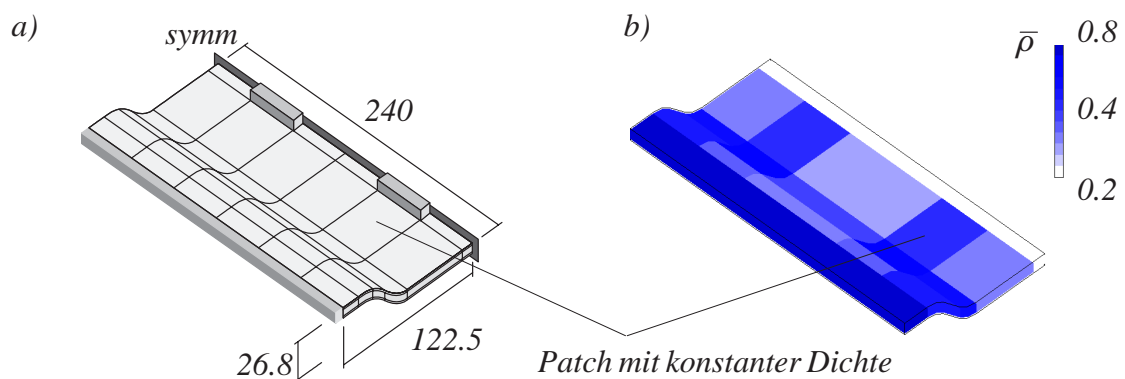 a)
symm
240
122.5
26.8
b)
ρ̅
0.8
0.4
0.2
Patch mit konstanter Dichte